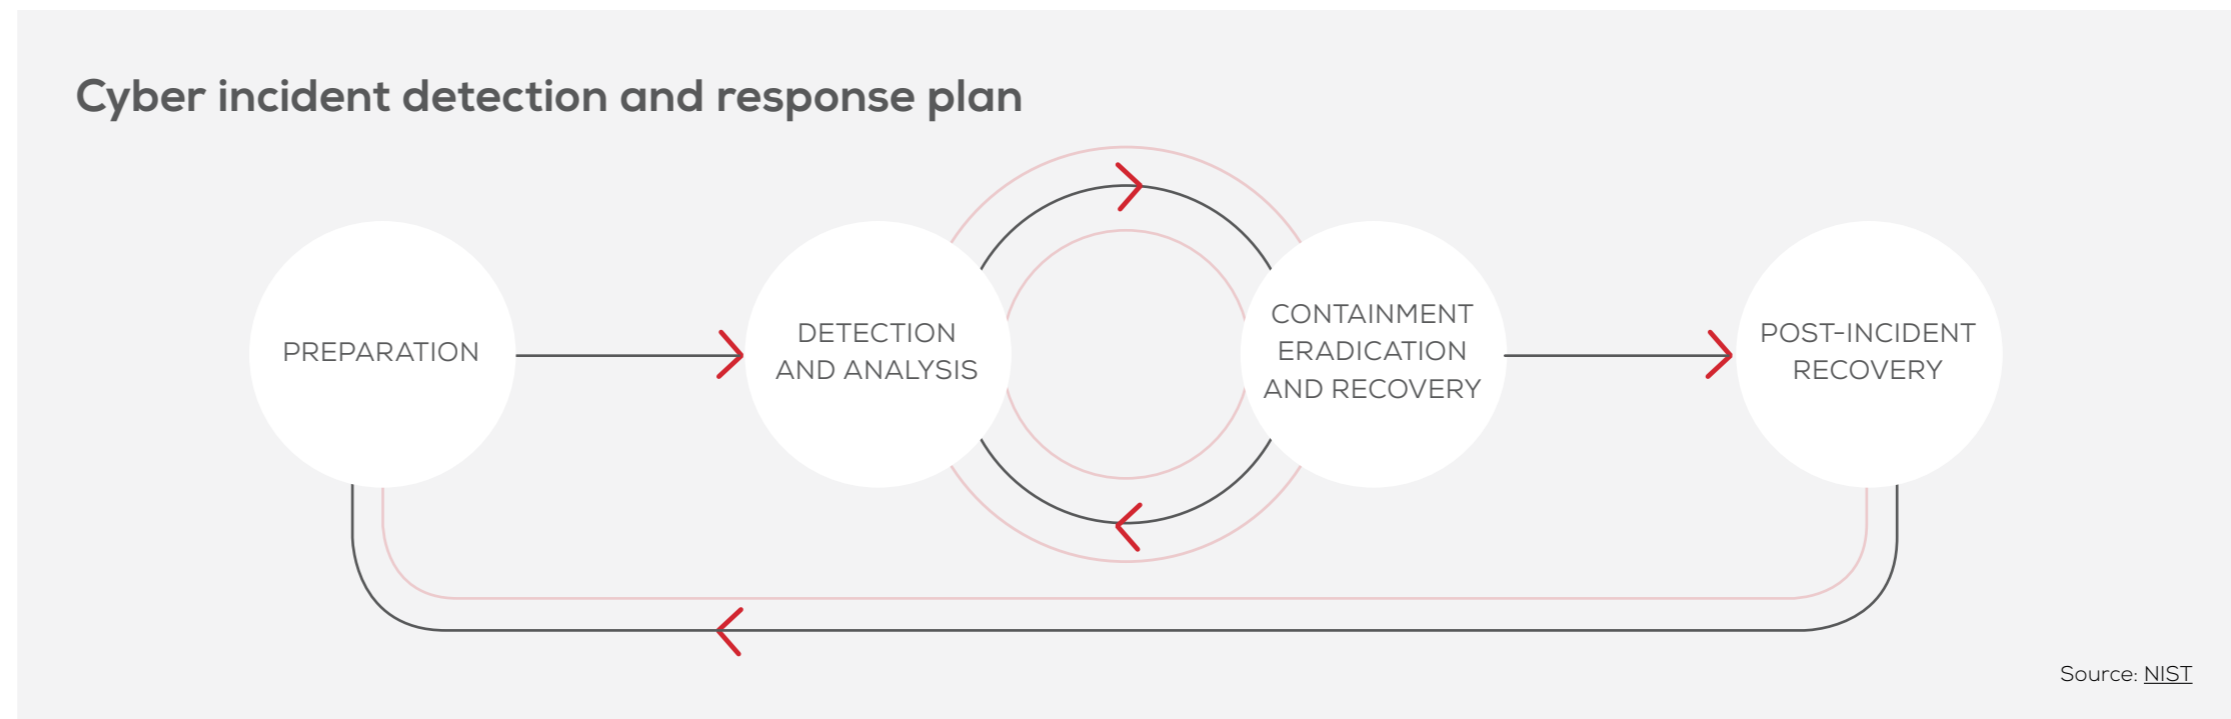 Cyber incident detection and response plan
PREPARATION
DETECTION
AND ANALYSIS
CONTAINMENT
ERADICATION
AND RECOVERY
POST-INCIDENT
RECOVERY
Source: NIST